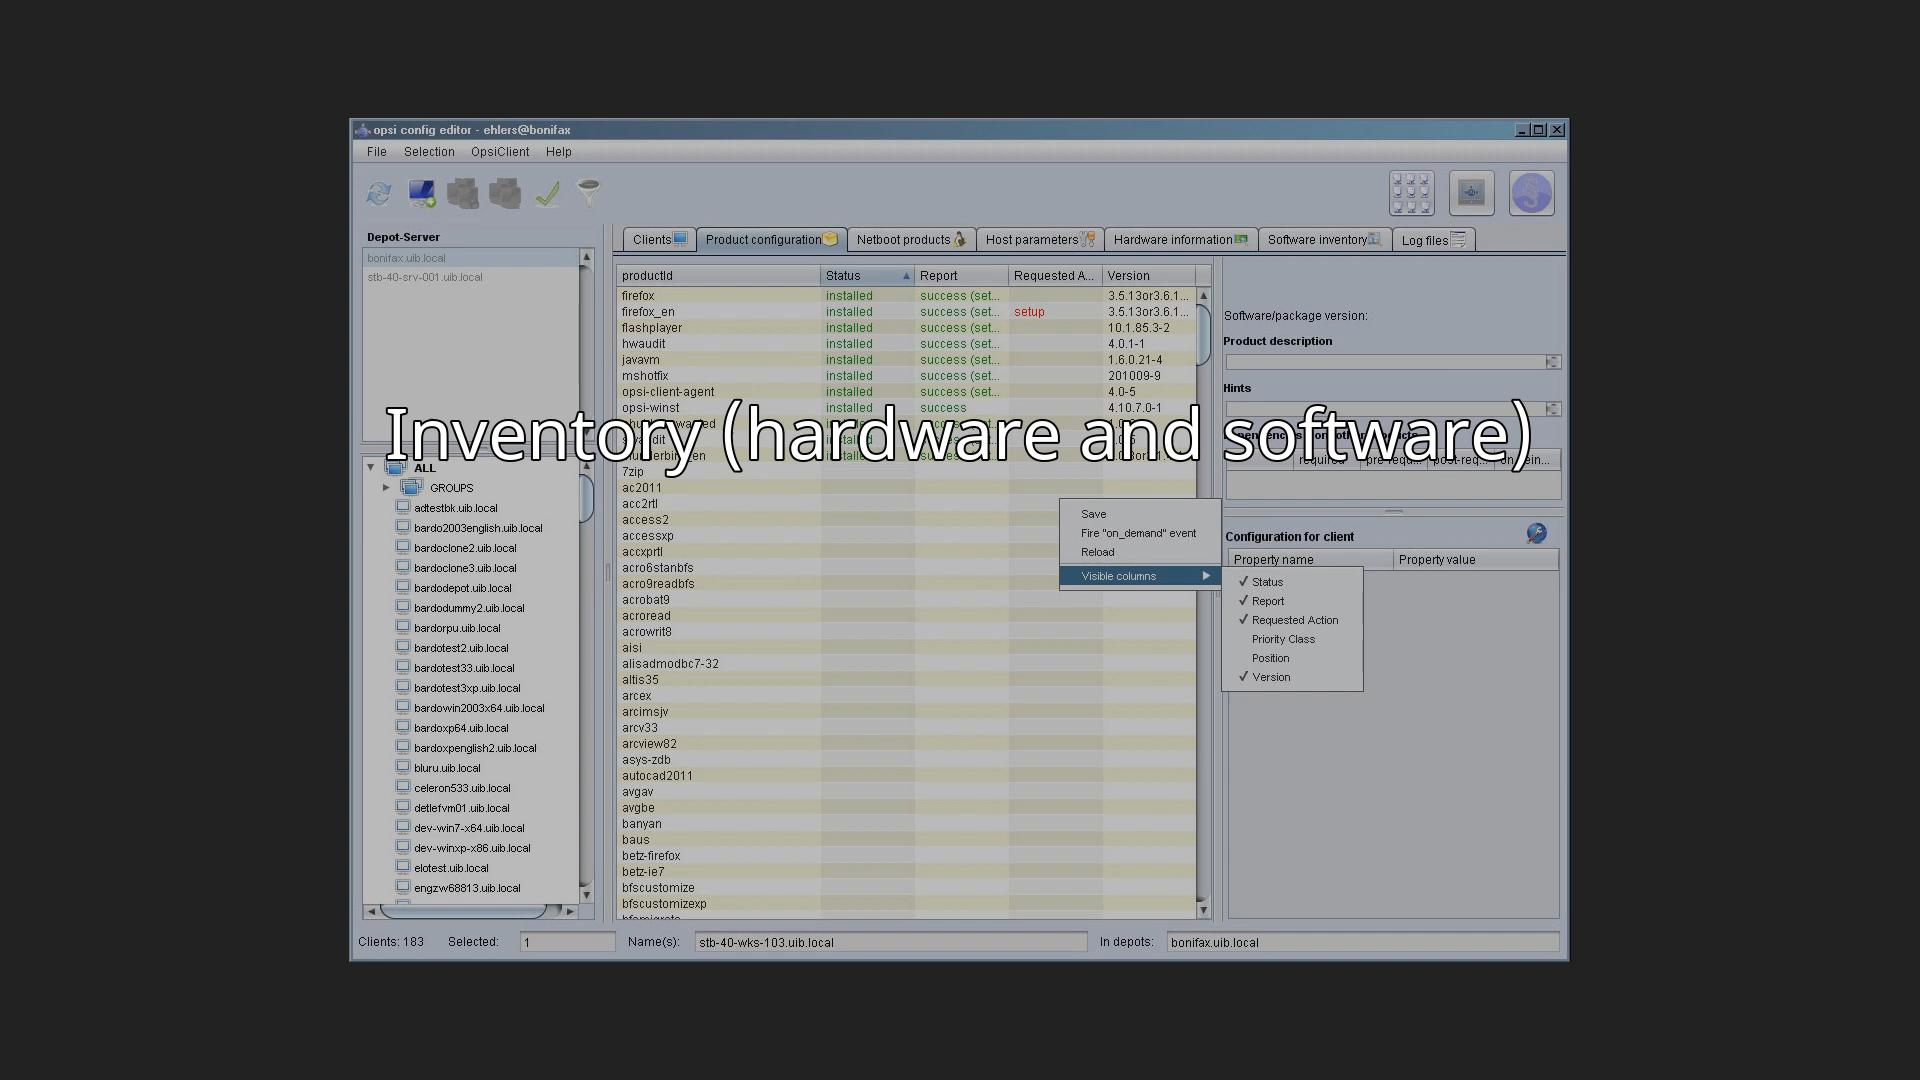 opsi config editor - ehlers@bonifax
File Selection OpsiClient Help
Depot-Server
bonifax.uib.local
stb-40-srv-001.uib.local
Clients Product configuration Netboot products Host parameters Hardware information Software inventory Log files
productId Status Report Requested A... Version
firefox installed success (set... 3.5.13or3.6.1...
firefox_en installed success (set... setup 3.5.13or3.6.1...
flashplayer installed success (set... 10.1.85.3-2
hwaudit installed success (set... 4.0.1-1
javavm installed success (set... 1.6.0.21-4
mshotfix installed success (set... 201009-9
opsi-client-agent installed success (set... 4.0-5
opsi-winst installed success 4.10.7.0-1
Inventory (hardware and software)
7zip
ac2011
acc2rtl
access2
accessxp
accxprtl
acro6stanbfs
acro9readbfs
acrobat9
acroread
acrowrit8
aisi
alisadmodbc7-32
altis35
arcex
arcimsjv
arcv33
arcview82
asys-zdb
autocad2011
avgav
avgbe
banyan
baus
betz-firefox
betz-ie7
bfscustomize
bfscustomizexp
ALL
GROUPS
adtestbk.uib.local
bardo2003english.uib.local
bardoclone2.uib.local
bardoclone3.uib.local
bardodepot.uib.local
bardodummy2.uib.local
bardorpu.uib.local
bardotest2.uib.local
bardotest33.uib.local
bardotest3xp.uib.local
bardowin2003x64.uib.local
bardoxp64.uib.local
bardoxpenglish2.uib.local
bluru.uib.local
celeron533.uib.local
detlefvm01.uib.local
dev-win7-x64.uib.local
dev-winxp-x86.uib.local
elotest.uib.local
engzw68813.uib.local
Save
Fire "on_demand" event
Reload
Visible columns
Status
Report
Requested Action
Priority Class
Position
Version
Software/package version:
Product description
Hints
Configuration for client
Property name Property value
Clients: 183 Selected: 1 Name(s): stb-40-wks-103.uib.local In depots: bonifax.uib.local